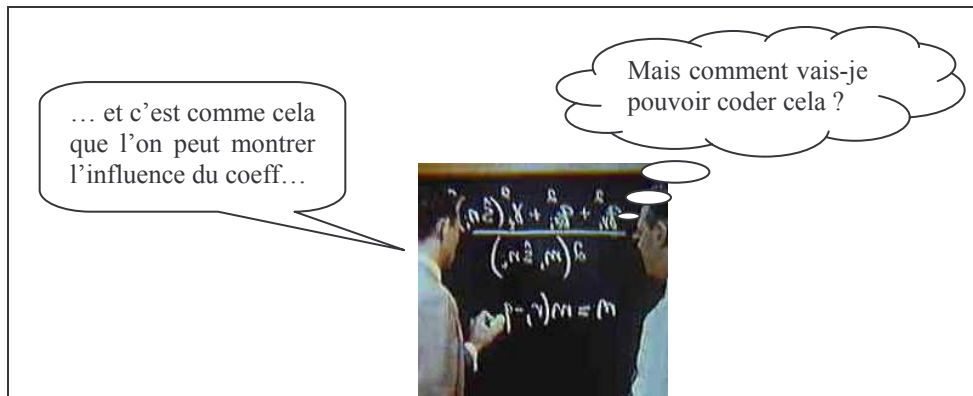 … et c'est comme cela
que l'on peut montrer
l'influence du coeff…
Mais comment vais-je
pouvoir coder cela ?